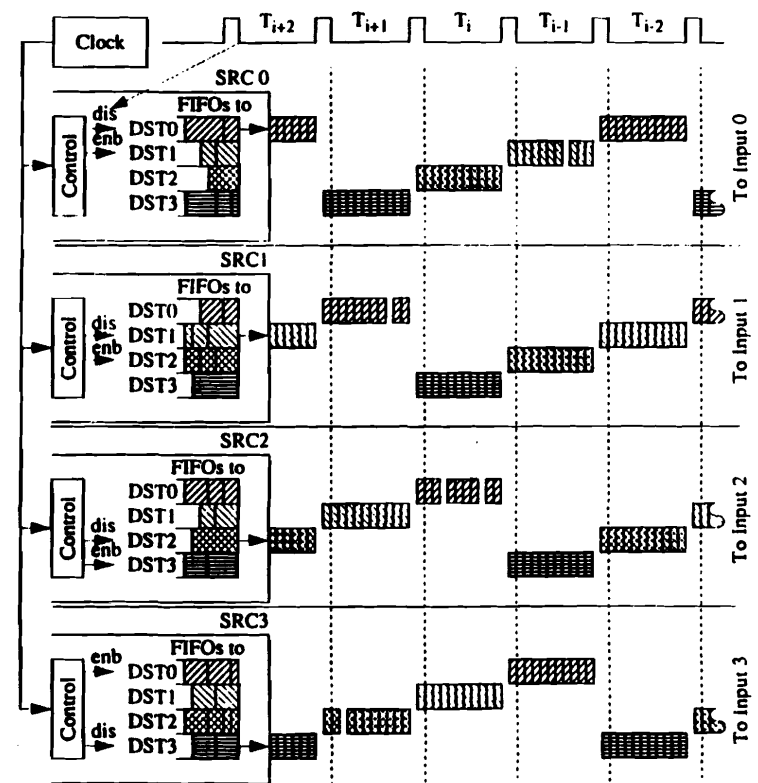 Clock
T_{i+2} T_{i+1} T_i T_{i-1} T_{i-2}
SRC 0
FIFOs to
Control
dis
enb
DST0
DST1
DST2
DST3
To Input 0
SRC1
FIFOs to
Control
dis
enb
DST0
DST1
DST2
DST3
To Input 1
SRC2
FIFOs to
Control
dis
enb
DST0
DST1
DST2
DST3
To Input 2
SRC3
FIFOs to
Control
enb
dis
DST0
DST1
DST2
DST3
To Input 3